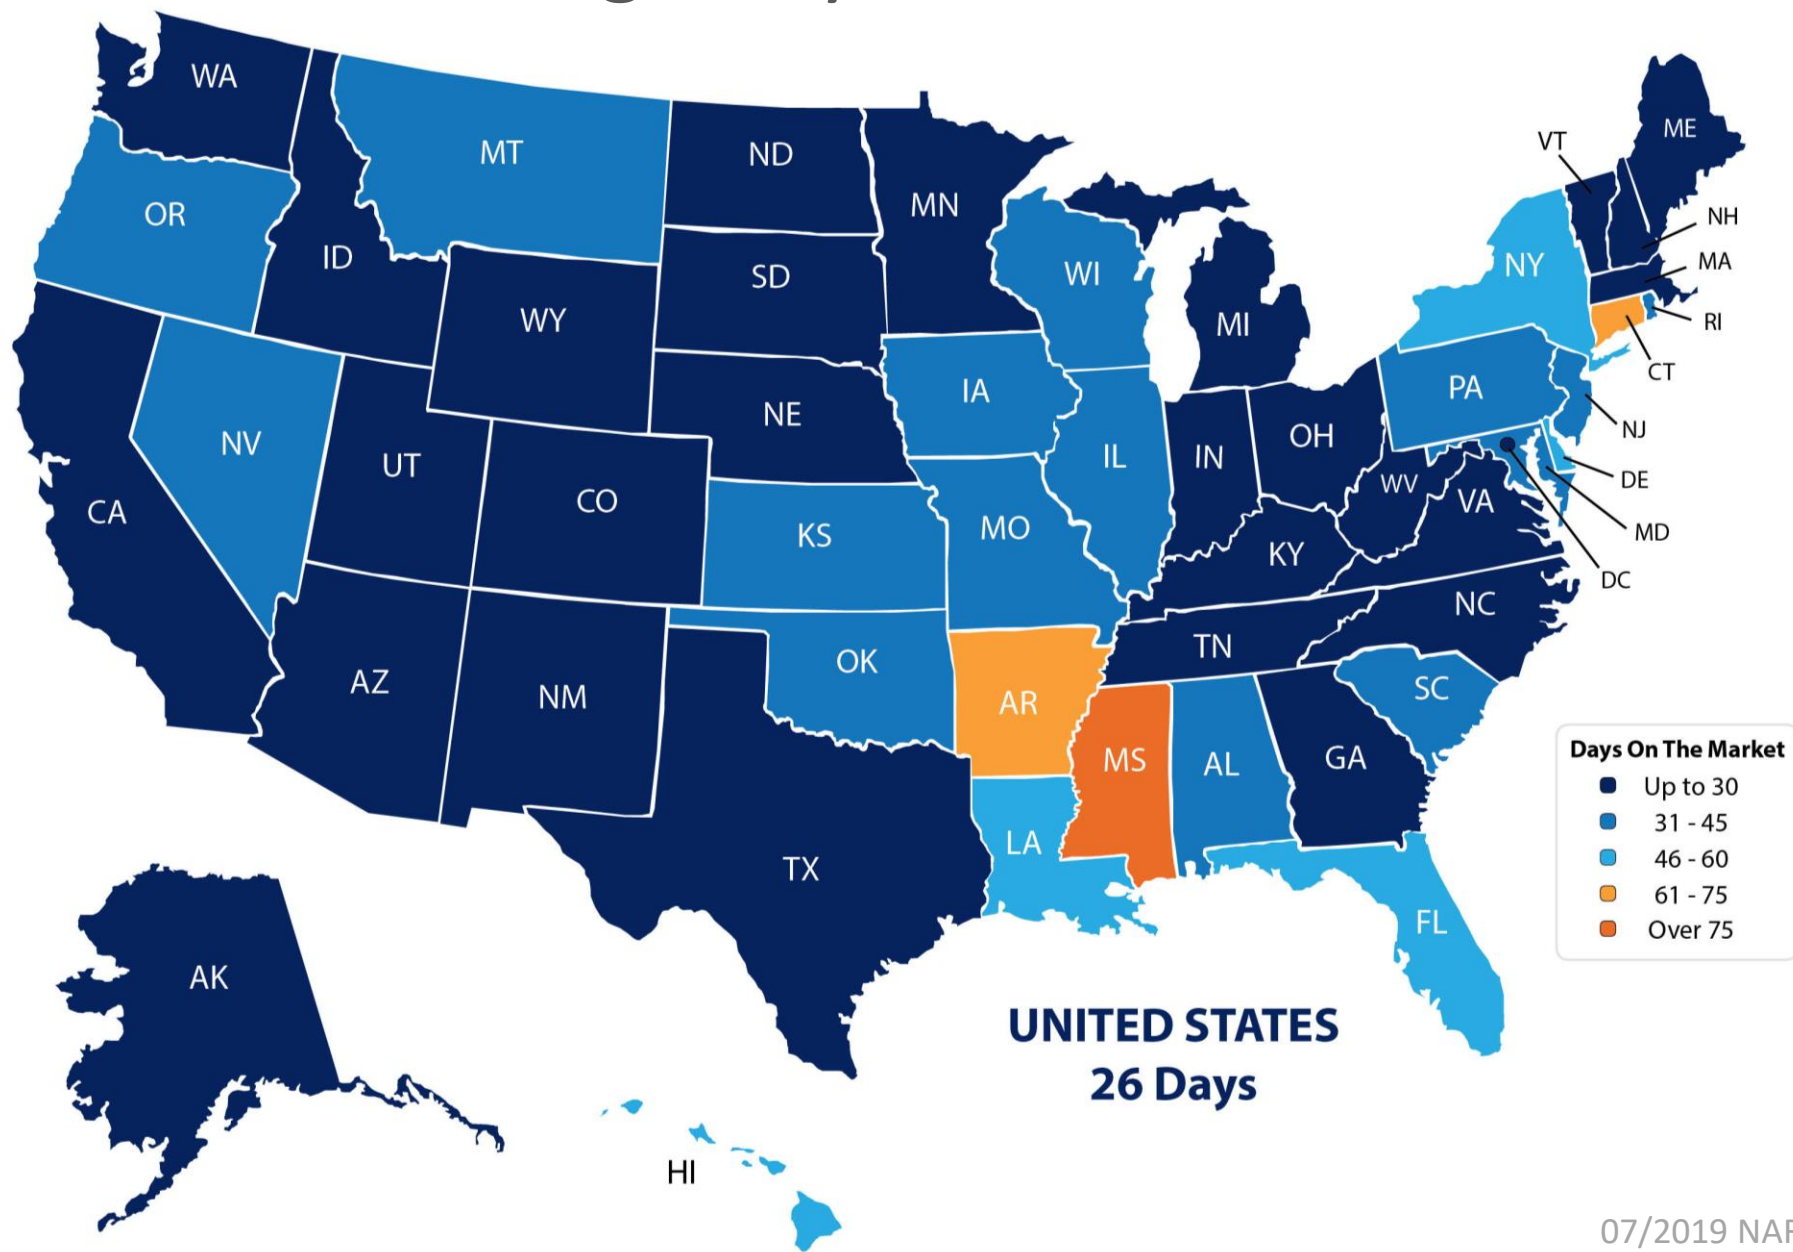 WA
MT
ND
MN
ME
VT
OR
ID
SD
WI
NY
NH
MA
WY
MI
RI
CT
IA
PA
NE
NV
UT
IL
IN
OH
NJ
CO
CA
KS
MO
WV
VA
DE
MD
KY
DC
NC
TN
AZ
NM
OK
AR
SC
MS
AL
GA
LA
TX
FL
AK
HI
Days On The Market
Up to 30
31 - 45
46 - 60
61 - 75
Over 75
UNITED STATES
26 Days
07/2019 NAR